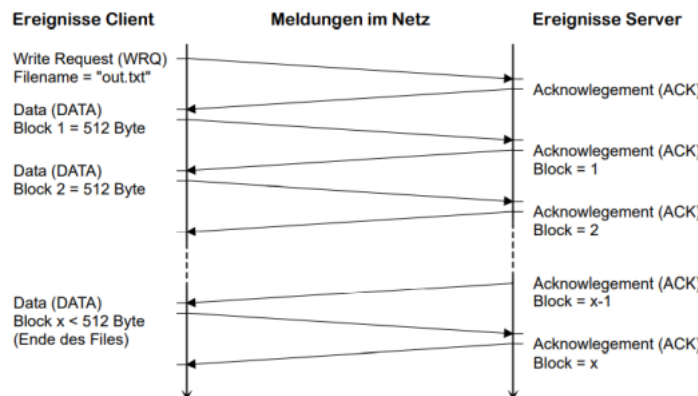 Ereignisse Client
Meldungen im Netz
Ereignisse Server
Write Request (WRQ)
Filename = "out.txt"
Acknowlegement (ACK)
Data (DATA)
Block 1 = 512 Byte
Acknowlegement (ACK)
Block = 1
Data (DATA)
Block 2 = 512 Byte
Acknowlegement (ACK)
Block = 2
Acknowlegement (ACK)
Block = x-1
Data (DATA)
Block x < 512 Byte
(Ende des Files)
Acknowlegement (ACK)
Block = x